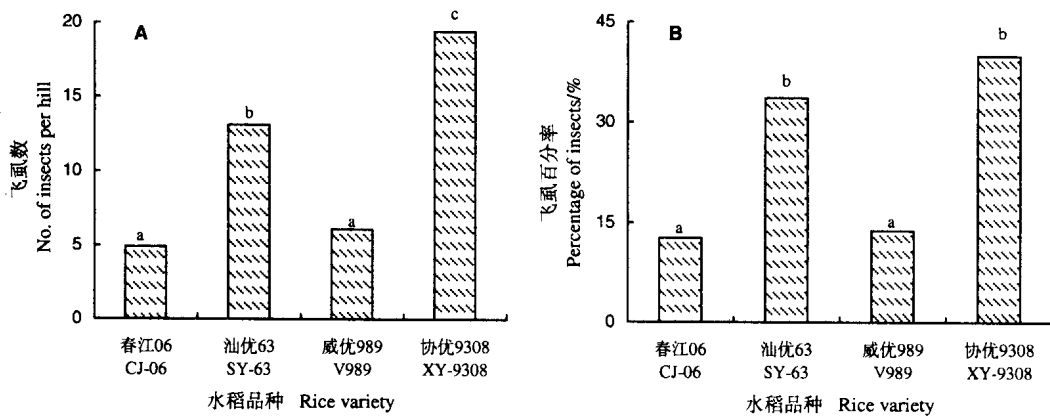 A
飞虱数
No. of insects per hill
20
15
10
5
0
a
b
a
c
春江06
CJ-06
汕优63
SY-63
威优989
V989
协优9308
XY-9308
水稻品种 Rice variety
B
飞虱百分率
Percentage of insects/%
45
30
15
0
a
b
a
b
春江06
CJ-06
汕优63
SY-63
威优989
V989
协优9308
XY-9308
水稻品种 Rice variety